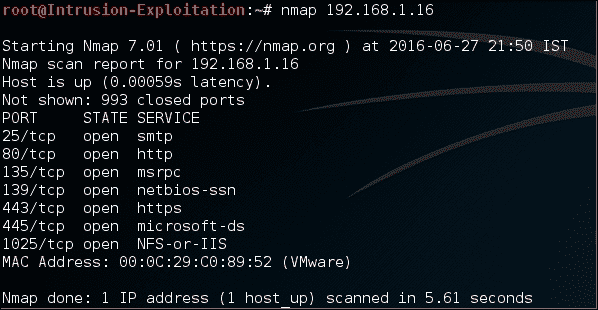 root@Intrusion-Exploitation:~# nmap 192.168.1.16
Starting Nmap 7.01 ( https://nmap.org ) at 2016-06-27 21:50 IST
Nmap scan report for 192.168.1.16
Host is up (0.00059s latency).
Not shown: 993 closed ports
PORT     STATE SERVICE
25/tcp   open  smtp
80/tcp   open  http
135/tcp  open  msrpc
139/tcp  open  netbios-ssn
443/tcp  open  https
445/tcp  open  microsoft-ds
1025/tcp open  NFS-or-IIS
MAC Address: 00:0C:29:C0:89:52 (VMware)
Nmap done: 1 IP address (1 host up) scanned in 5.61 seconds